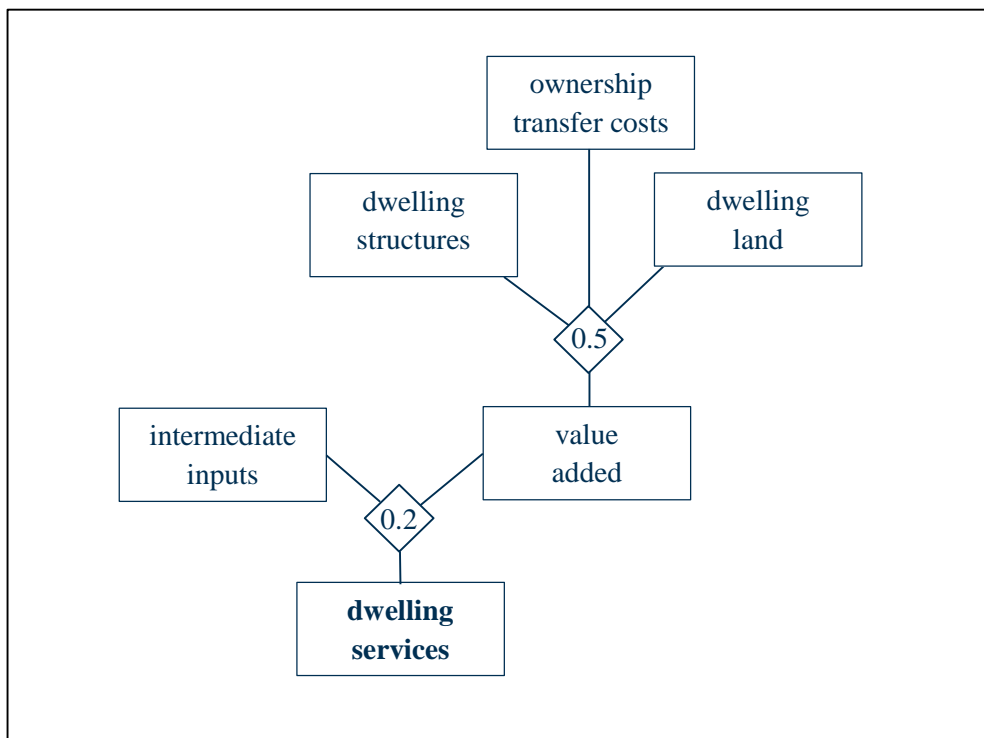 ownership
transfer costs
dwelling
structures
dwelling
land
0.5
intermediate
inputs
value
added
0.2
dwelling
services